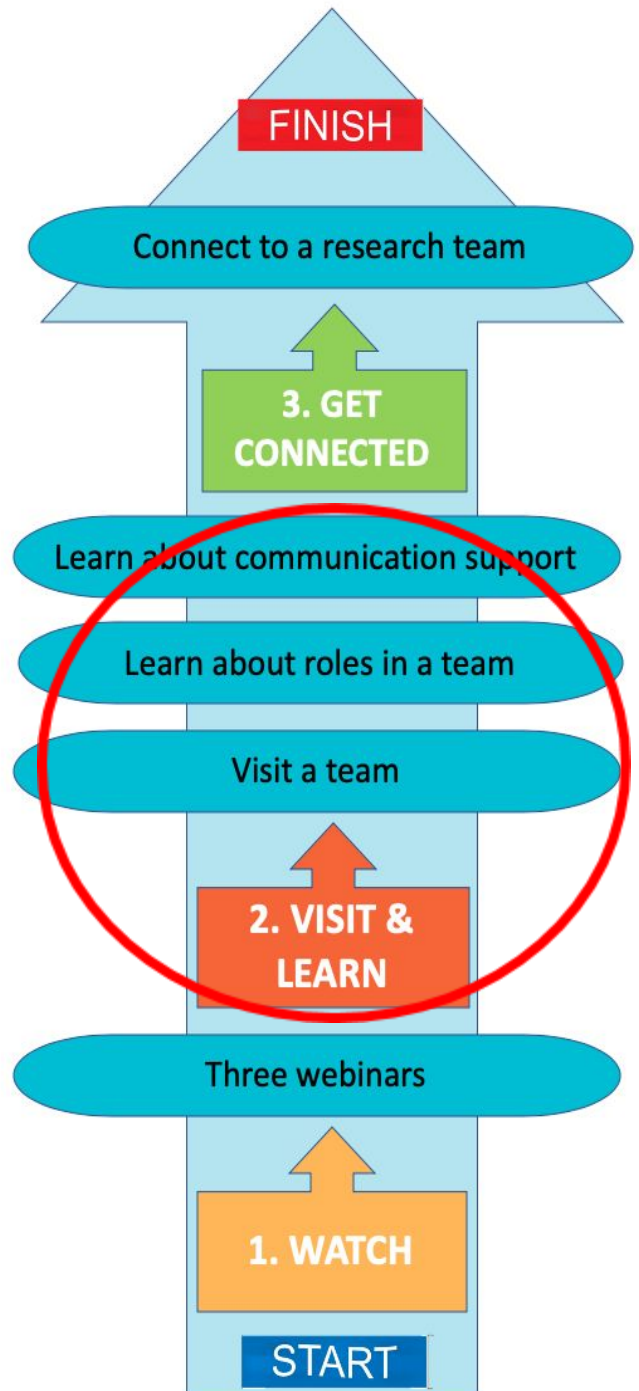 FINISH
Connect to a research team
3. GET
CONNECTED
Learn about communication support
Learn about roles in a team
Visit a team
2. VISIT &
LEARN
Three webinars
1. WATCH
START